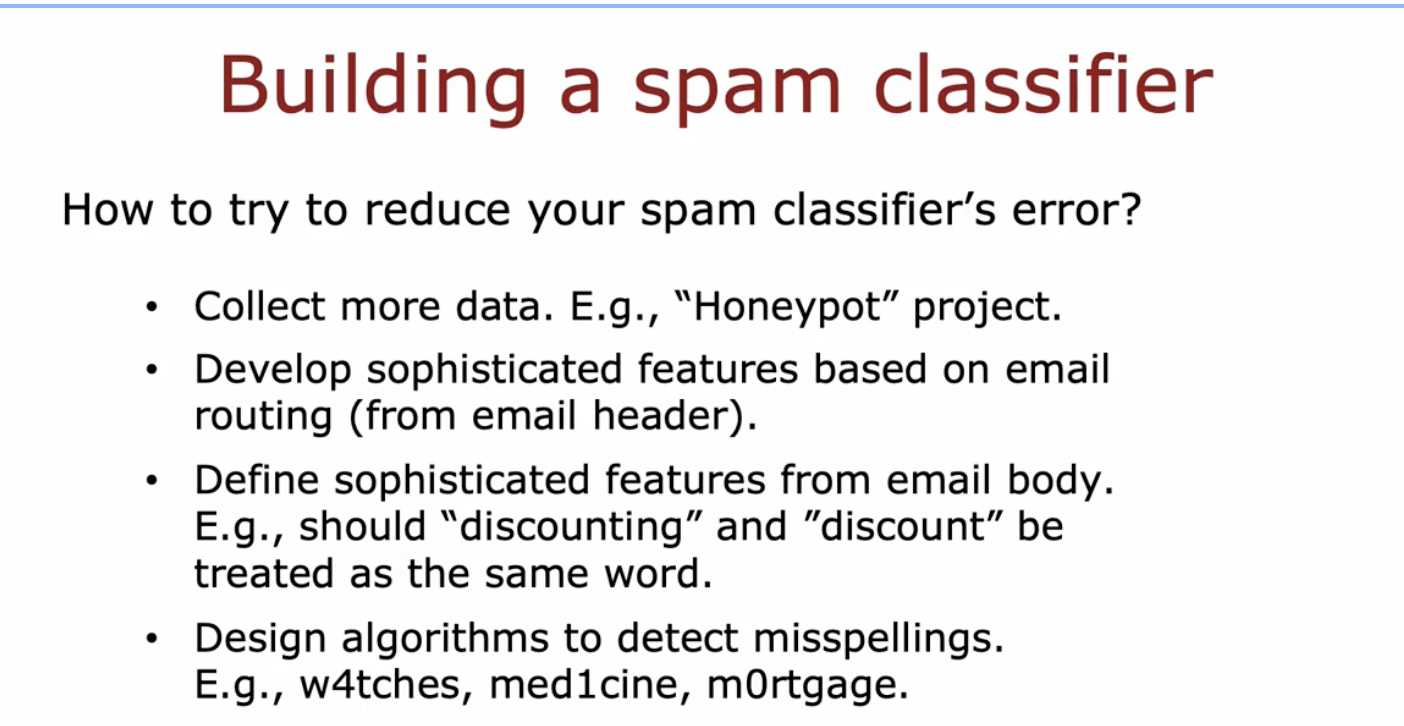 Building a spam classifier
How to try to reduce your spam classifier’s error?
• Collect more data. E.g., “Honeypot” project.
• Develop sophisticated features based on email
routing (from email header).
• Define sophisticated features from email body.
E.g., should “discounting” and ”discount” be
treated as the same word.
• Design algorithms to detect misspellings.
E.g., w4tches, med1cine, m0rtgage.